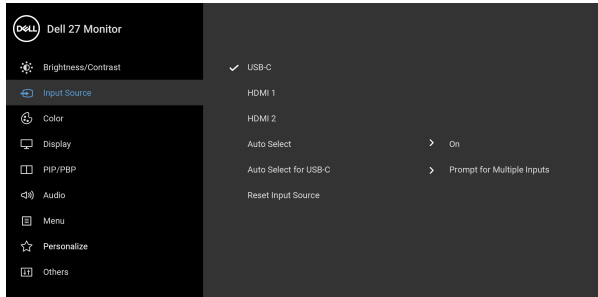 DELL Dell 27 Monitor
Brightness/Contrast
USB-C
Input Source
HDMI 1
Color
HDMI 2
Display
Auto Select
On
PIP/PBP
Auto Select for USB-C
Prompt for Multiple Inputs
Audio
Reset Input Source
Menu
Personalize
Others